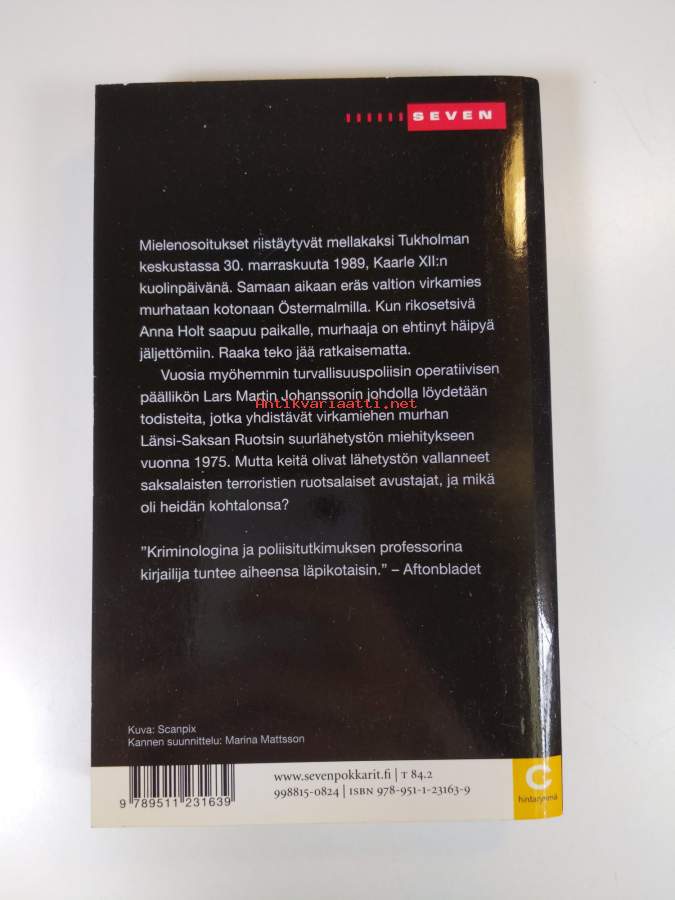 SEVEN
Mielenosoitukset riistäytyvät mellakaksi Tukholman
keskustassa 30. marraskuuta 1989, Kaarle XII:n
kuolinpäivänä. Samaan aikaan eräs valtion virkamies
murhataan kotonaan Östermalmilla. Kun rikosetsivä
Anna Holt saapuu paikalle, murhaaja on ehtinyt häipyä
jäljettömiin. Raaka teko jää ratkaisematta.
Vuosia myöhemmin turvallisuuspoliisin operatiivisen
päällikön Lars Martin Johanssonin johdolla löydetään
Antikvariaatti.net
todisteita, jotka yhdistävät virkamiehen murhan
Länsi-Saksan Ruotsin suurlähetystön miehitykseen
vuonna 1975. Mutta keitä olivat lähetystön vallanneet
saksalaisten terroristien ruotsalaiset avustajat, ja mikä
oli heidän kohtalonsa?
”Kriminologina ja poliisitutkimuksen professorina
kirjailija tuntee aiheensa läpikotaisin.” – Aftonbladet
Kuva: Scanpix
Kannen suunnittelu: Marina Mattsson
www.sevenpokkarit.fi | T 84.2
998815-0824 | ISBN 978-951-1-23163-9
9 789511 231639
C
hintaryhmä